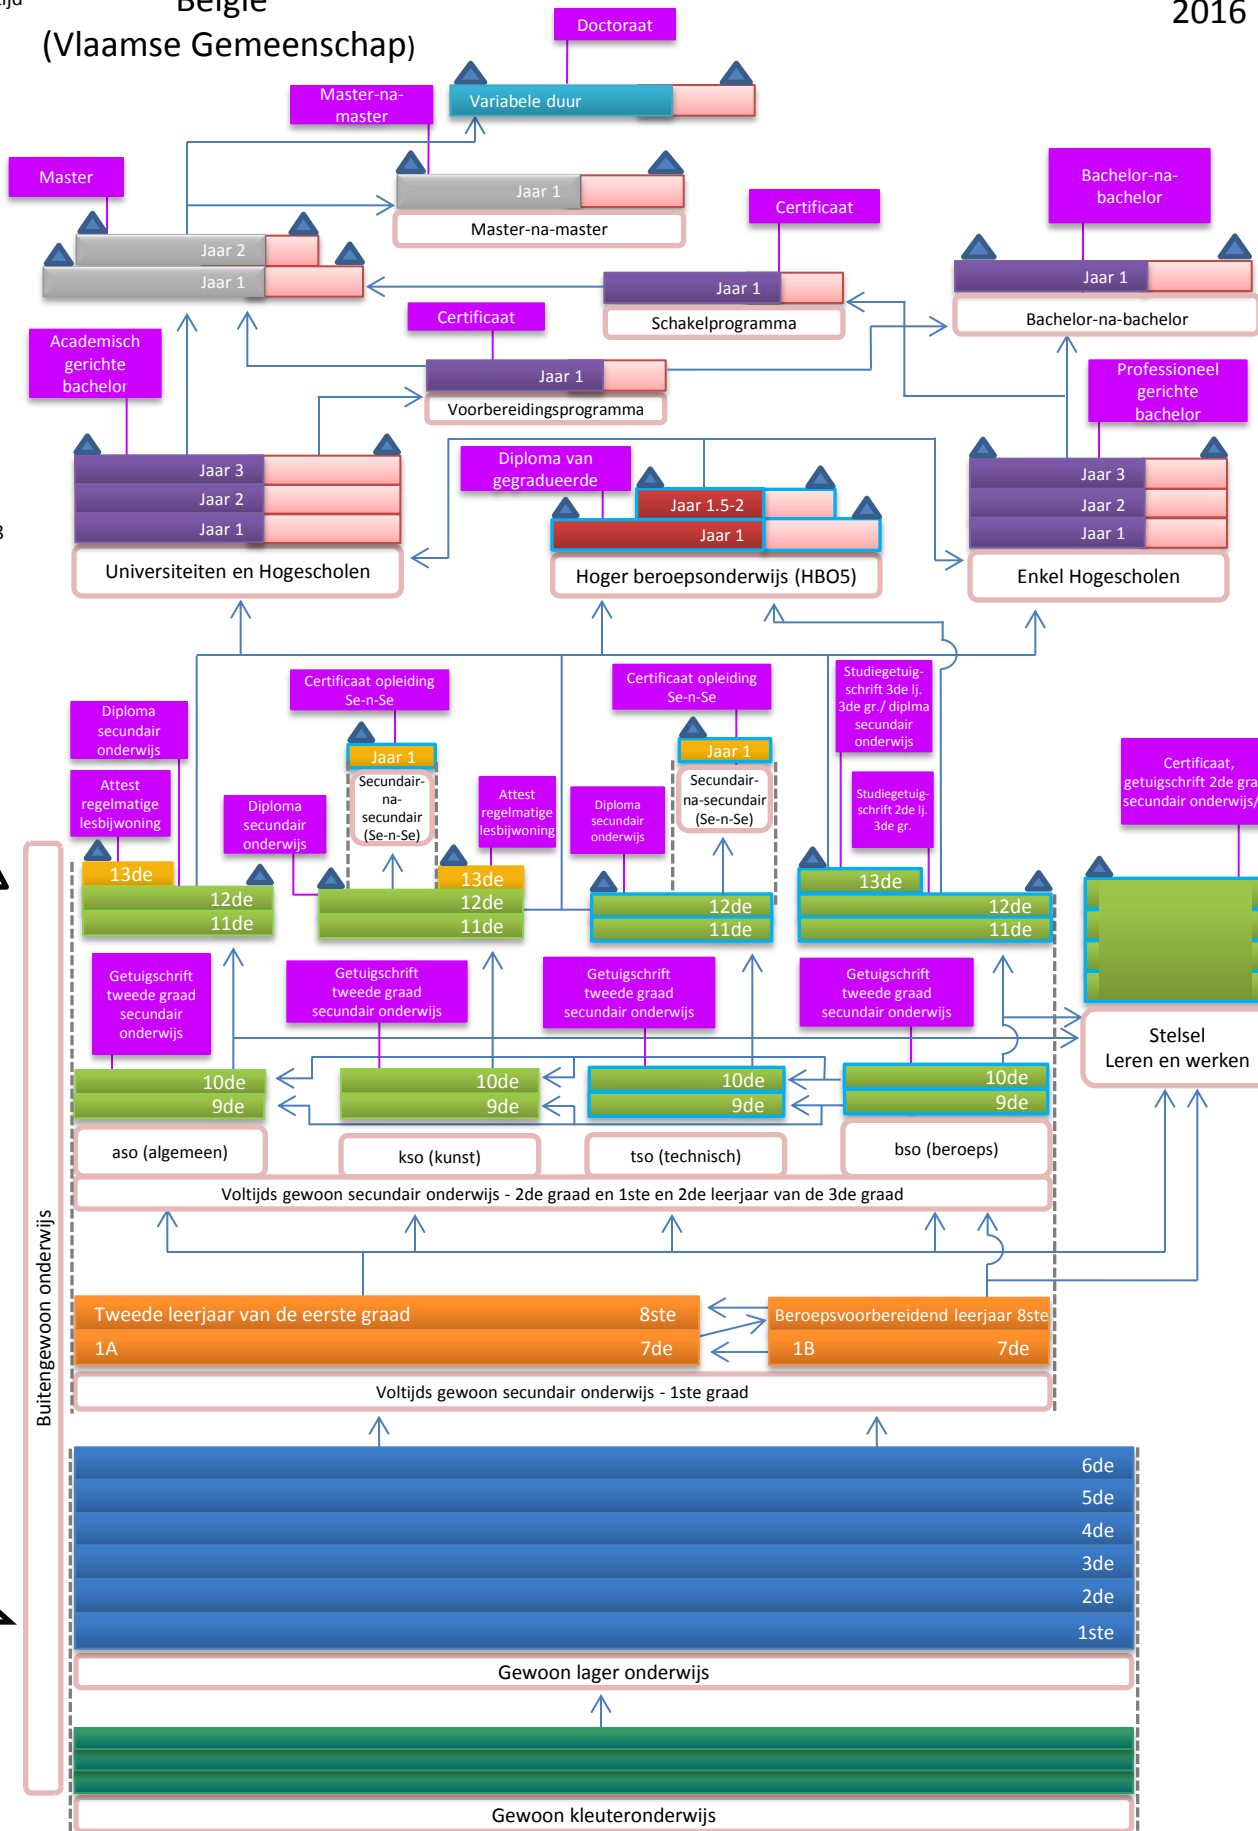 België
2016
(Vlaamse Gemeenschap)
Doctoraat
Variabele duur
Master-na-
master
Jaar 1
Master-na-master
Master
Jaar 2
Jaar 1
Certificaat
Jaar 1
Schakelprogramma
Bachelor-na-
bachelor
Jaar 1
Bachelor-na-bachelor
Certificaat
Jaar 1
Voorbereidingsprogramma
Academisch
gerichte
bachelor
Jaar 3
Jaar 2
Jaar 1
Universiteiten en Hogescholen
Diploma van
gegradueerde
Jaar 1.5-2
Jaar 1
Hoger beroepsonderwijs (HBO5)
Professioneel
gerichte
bachelor
Jaar 3
Jaar 2
Jaar 1
Enkel Hogescholen
Diploma
secundair
onderwijs
Attest
regelmatige
lesbijwoning
13de
12de
11de
Certificaat opleiding
Se-n-Se
Jaar 1
Secundair-
na-
secundair
(Se-n-Se)
Diploma
secundair
onderwijs
Attest
regelmatige
lesbijwoning
13de
12de
11de
Certificaat opleiding
Se-n-Se
Jaar 1
Secundair-
na-secundair
(Se-n-Se)
Diploma
secundair
onderwijs
12de
11de
Studiegetuig-
schrift 3de lj.
3de gr./ diplma
secundair
onderwijs
Studiegetuig-
schrift 2de lj.
3de gr.
13de
12de
11de
Certificaat,
getuigschrift 2de gra
secundair onderwijs/
Stelsel
Leren en werken
Getuigschrift
tweede graad
secundair
onderwijs
10de
9de
aso (algemeen)
Getuigschrift
tweede graad
secundair onderwijs
10de
9de
kso (kunst)
Getuigschrift
tweede graad
secundair onderwijs
10de
9de
tso (technisch)
Getuigschrift
tweede graad
secundair onderwijs
10de
9de
bso (beroeps)
Voltijds gewoon secundair onderwijs - 2de graad en 1ste en 2de leerjaar van de 3de graad
Buitengewoon onderwijs
Tweede leerjaar van de eerste graad 8ste
1A 7de
Beroepsvoorbereidend leerjaar 8ste
1B 7de
Voltijds gewoon secundair onderwijs - 1ste graad
6de
5de
4de
3de
2de
1ste
Gewoon lager onderwijs
Gewoon kleuteronderwijs